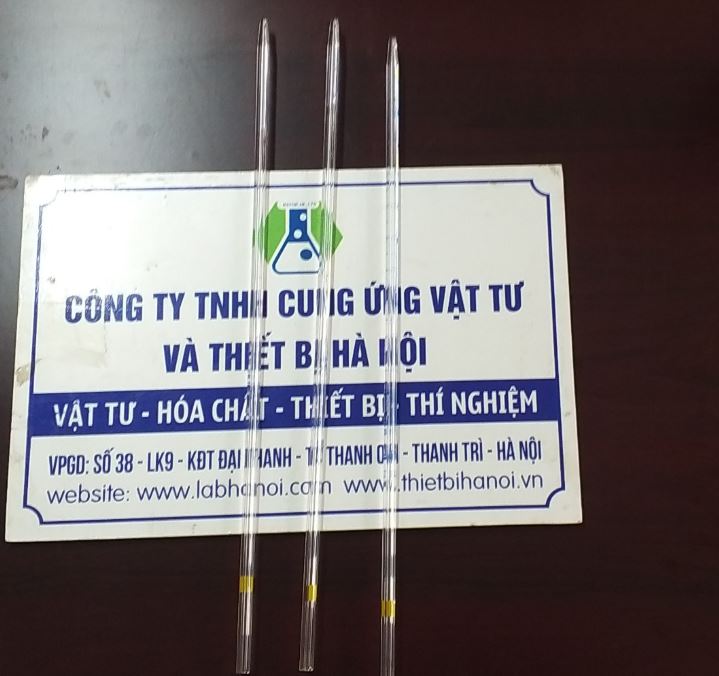 CÔNG TY TNHH CUNG ỨNG VẬT TƯ
VÀ THIẾT BỊ HÀ NỘI
VẬT TƯ - HÓA CHẤT - THIẾT BỊ - THÍ NGHIỆM
VPGD: SỐ 38 - LK9 - KĐT ĐẠI THANH - THANH - THANH TRÌ - HÀ NỘI
website: www.labhanoi.com www.thietbihanoi.vn